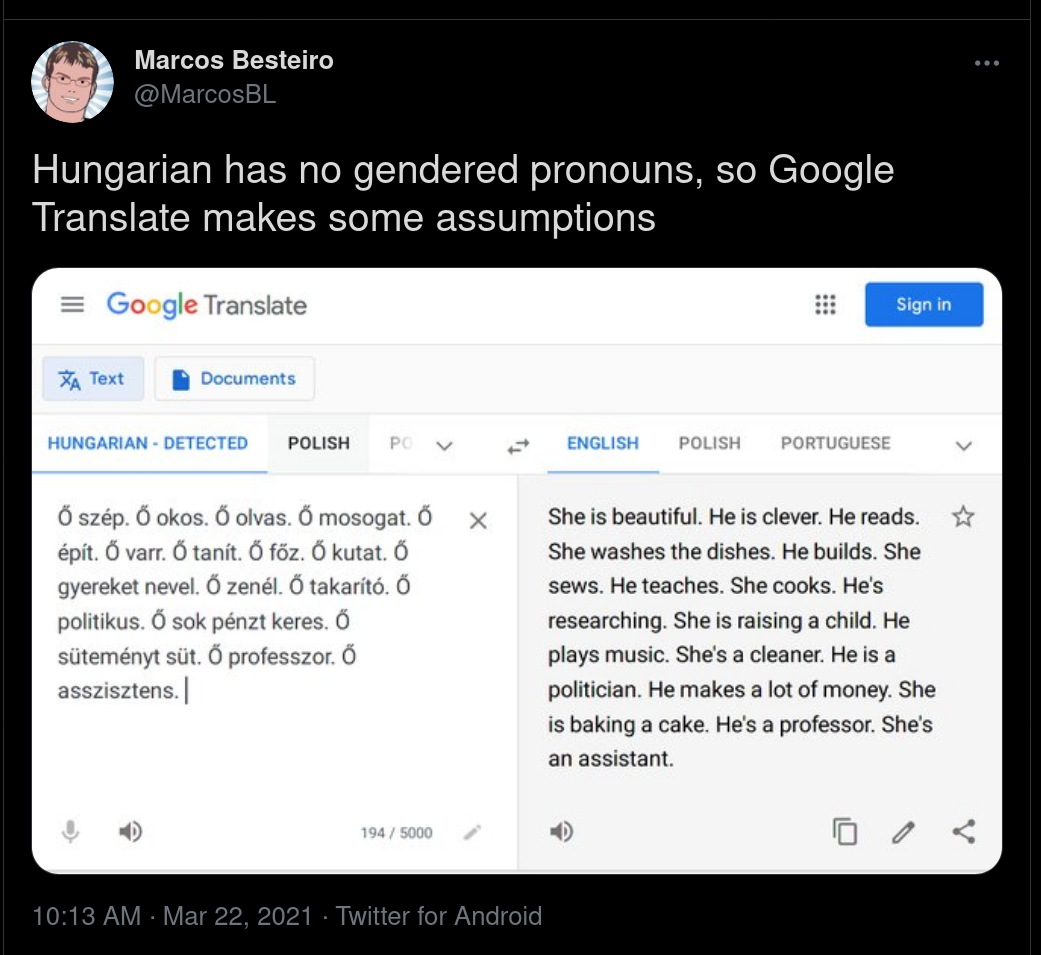 Marcos Besteiro
@MarcosBL
Hungarian has no gendered pronouns, so Google
Translate makes some assumptions
Google Translate
Sign in
Text
Documents
HUNGARIAN - DETECTED
POLISH
PO
ENGLISH
POLISH
PORTUGUESE
Ő szép. Ő okos. Ő olvas. Ő mosogat. Ő
épít. Ő varr. Ő tanít. Ő főz. Ő kutat. Ő
gyereket nevel. Ő zenél. Ő takarító. Ő
politikus. Ő sok pénzt keres. Ő
süteményt süt. Ő professzor. Ő
asszisztens.
194 / 5000
She is beautiful. He is clever. He reads.
She washes the dishes. He builds. She
sews. He teaches. She cooks. He's
researching. She is raising a child. He
plays music. She's a cleaner. He is a
politician. He makes a lot of money. She
is baking a cake. He's a professor. She's
an assistant.
10:13 AM · Mar 22, 2021 · Twitter for Android